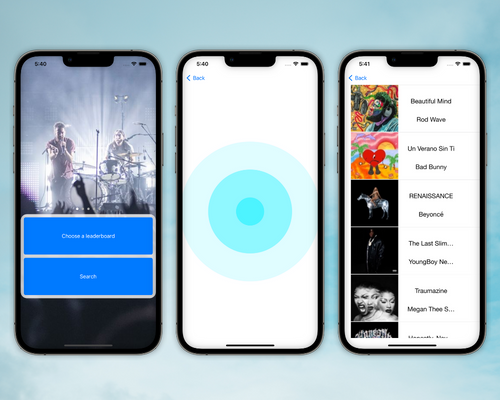 5:40
Choose a leaderboard
Search
5:40
Back
5:41
Back
Beautiful Mind
Rod Wave
Un Verano Sin Ti
Bad Bunny
RENAISSANCE
Beyoncé
The Last Slim...
YoungBoy Ne...
Traumazine
Megan Thee S...